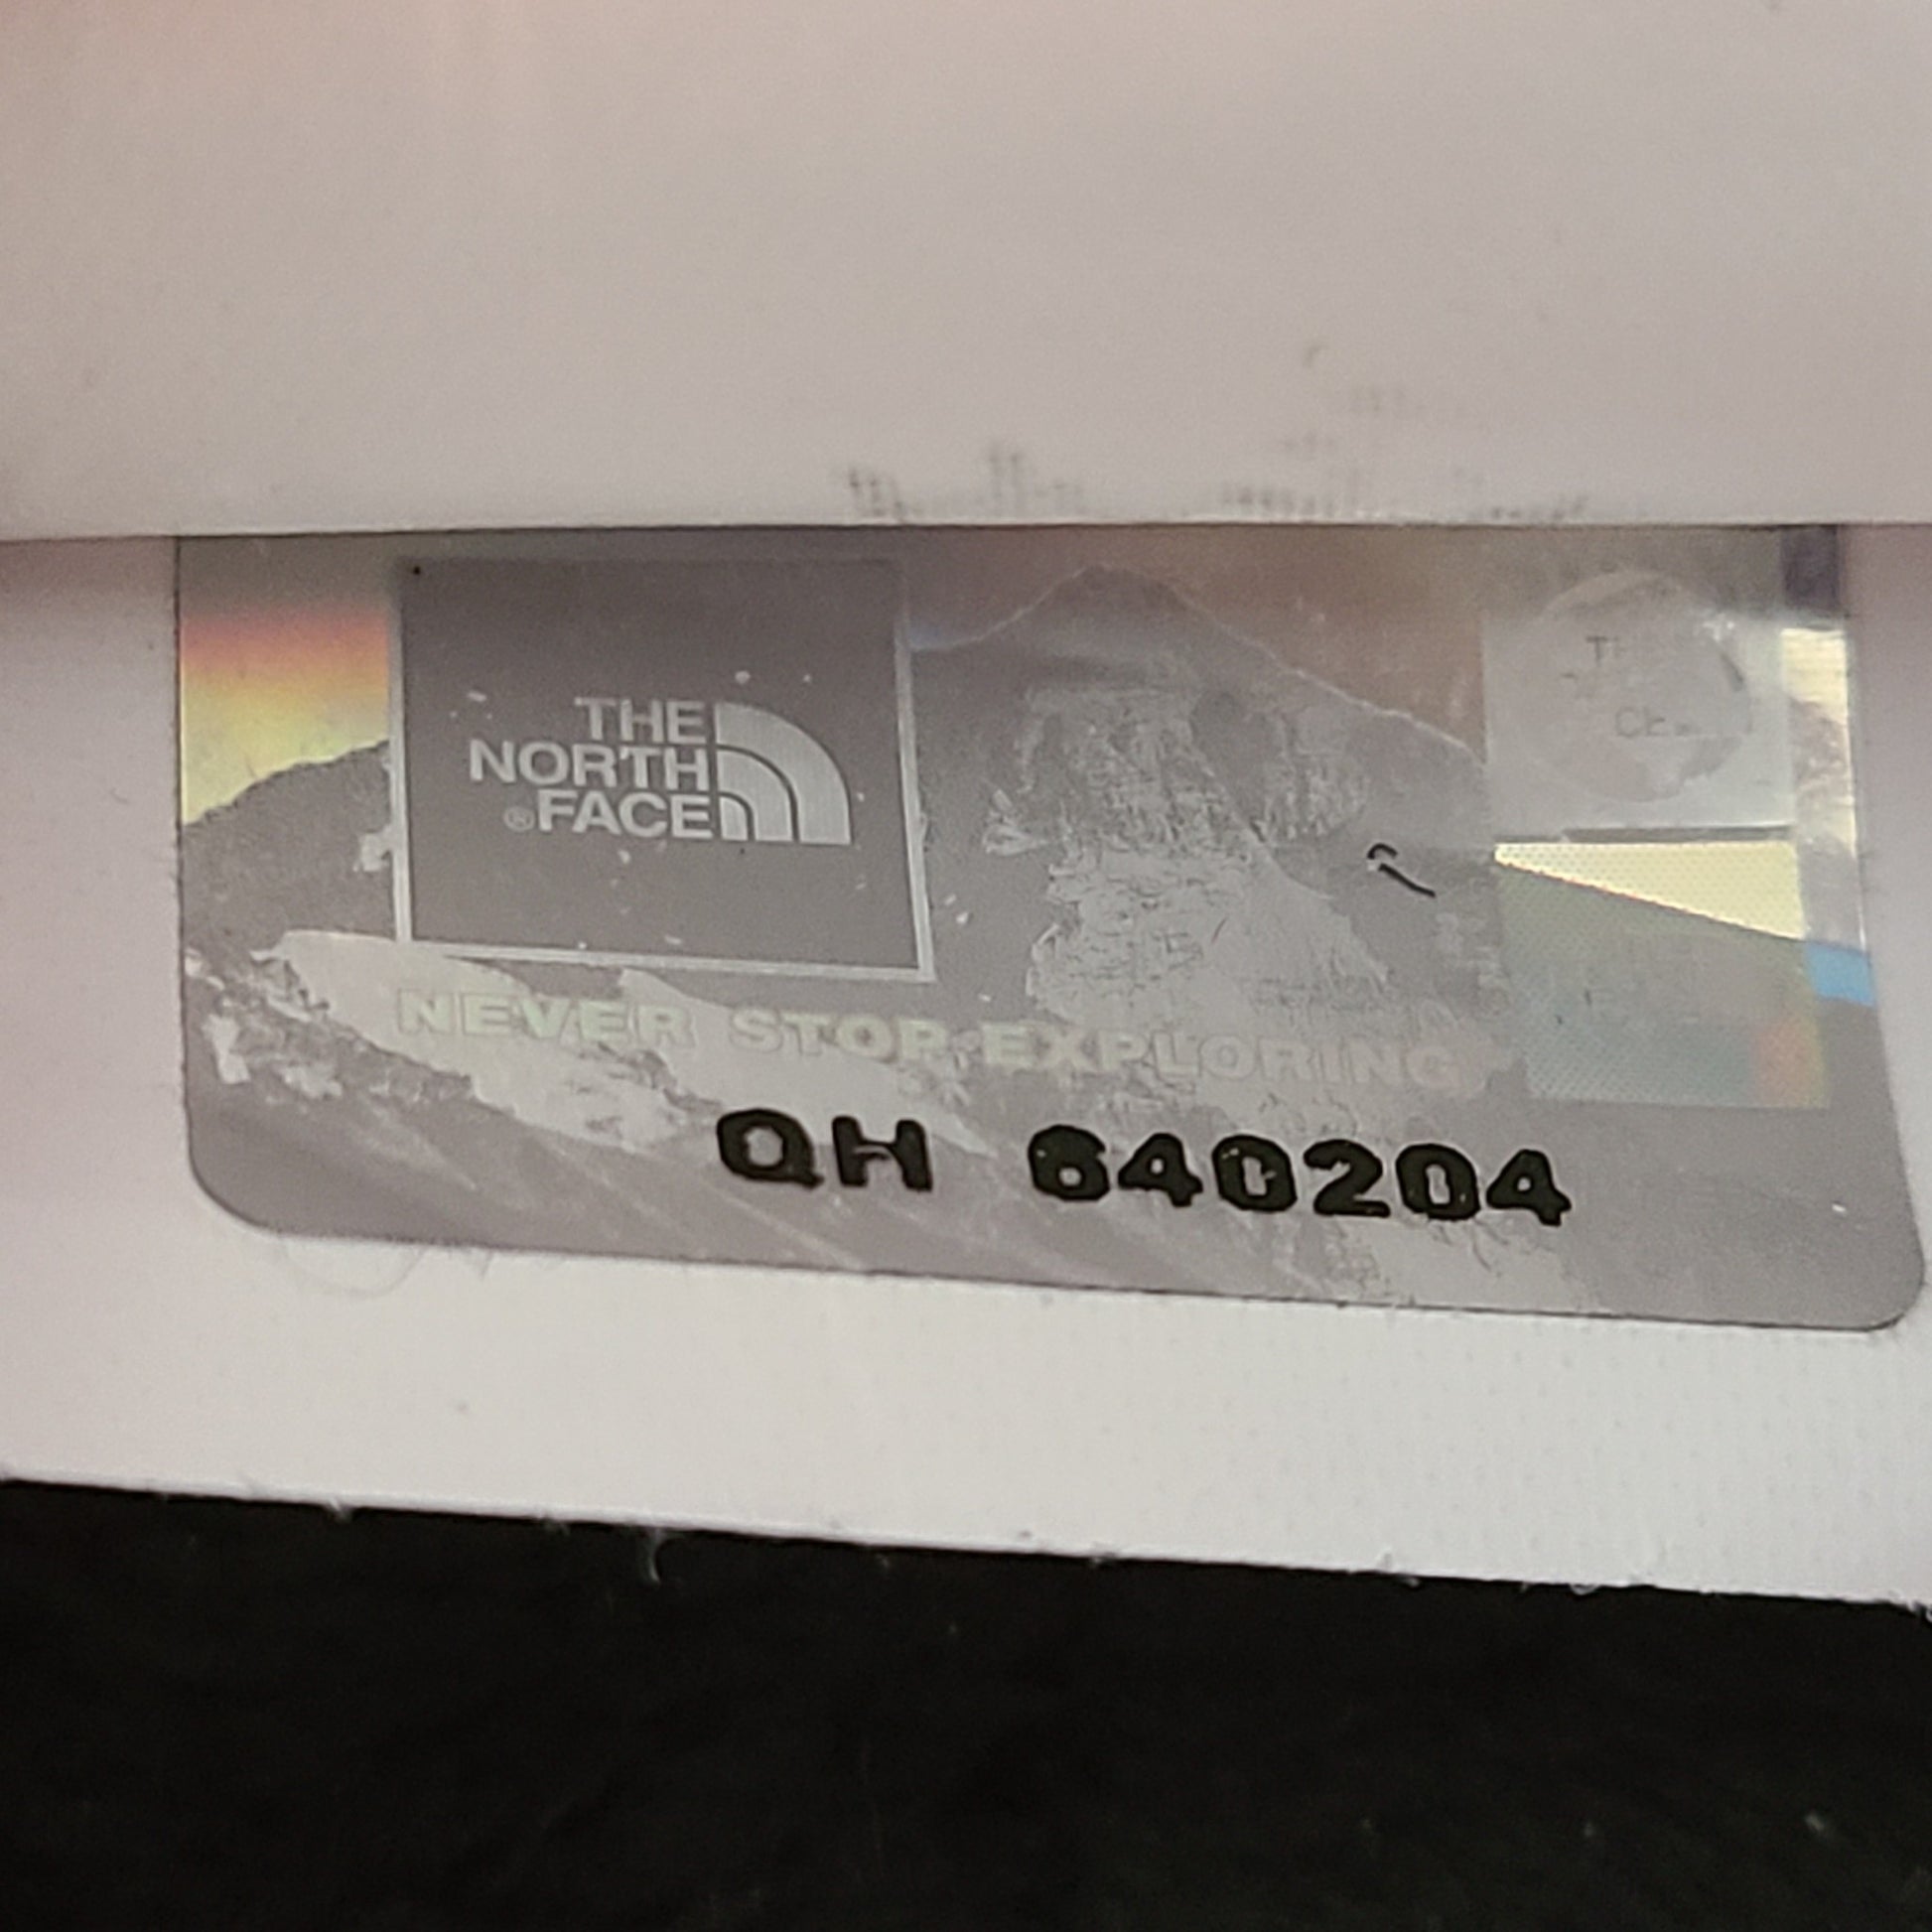 THE
NORTH
®FACE
NEVER STOP EXPLORING
QH 640204